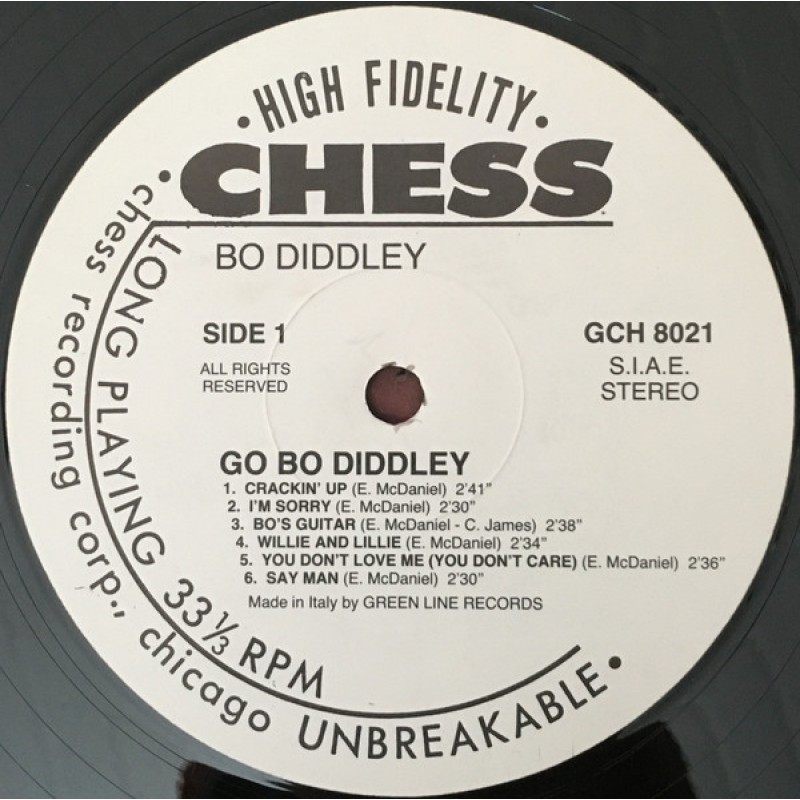 • HIGH FIDELITY •
CHESS
BO DIDDLEY
SIDE 1
GCH 8021
ALL RIGHTS
RESERVED
S.I.A.E.
STEREO
GO BO DIDDLEY
1. CRACKIN' UP (E. McDaniel) 2'41"
2. I'M SORRY (E. McDaniel) 2'30"
3. BO'S GUITAR (E. McDaniel - C. James) 2'38"
4. WILLIE AND LILLIE (E. McDaniel) 2'34"
5. YOU DON'T LOVE ME (YOU DON'T CARE) (E. McDaniel) 2'36"
6. SAY MAN (E. McDaniel) 2'30"
Made in Italy by GREEN LINE RECORDS
LONG PLAYING 33⅓ RPM
• chess recording corp., chicago UNBREAKABLE •